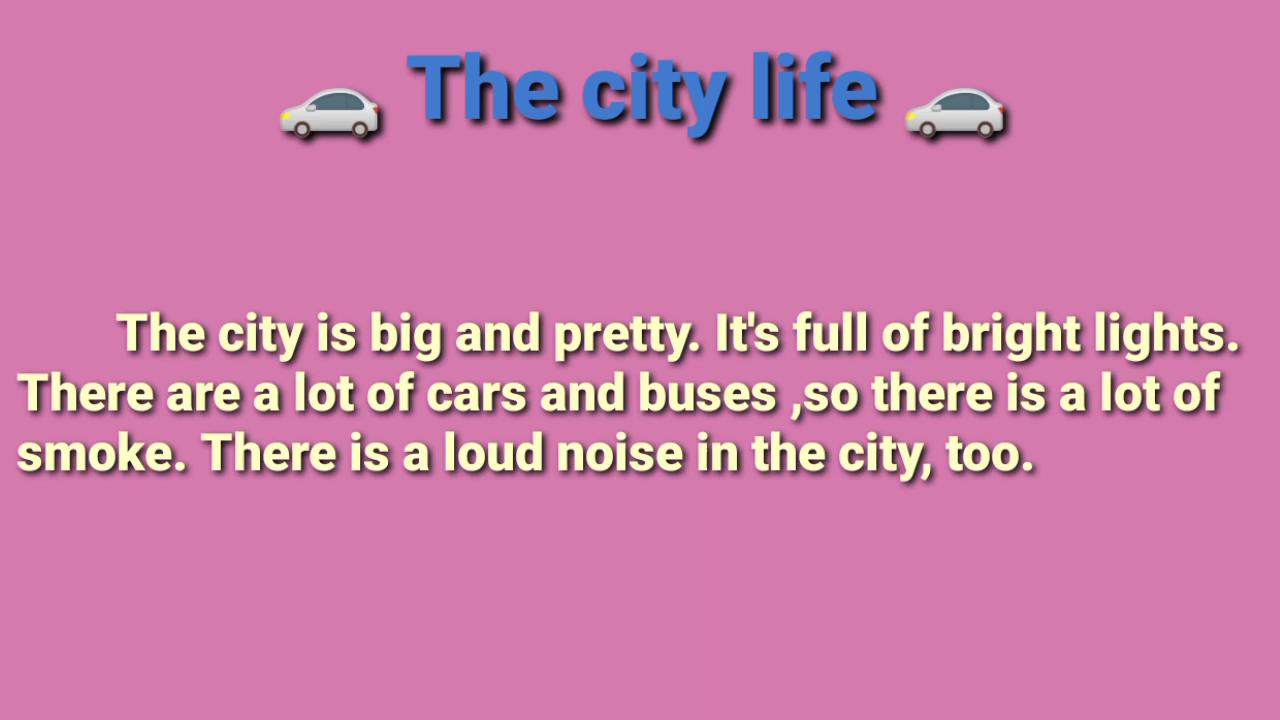 The city life
The city is big and pretty. It's full of bright lights.
There are a lot of cars and buses ,so there is a lot of
smoke. There is a loud noise in the city, too.